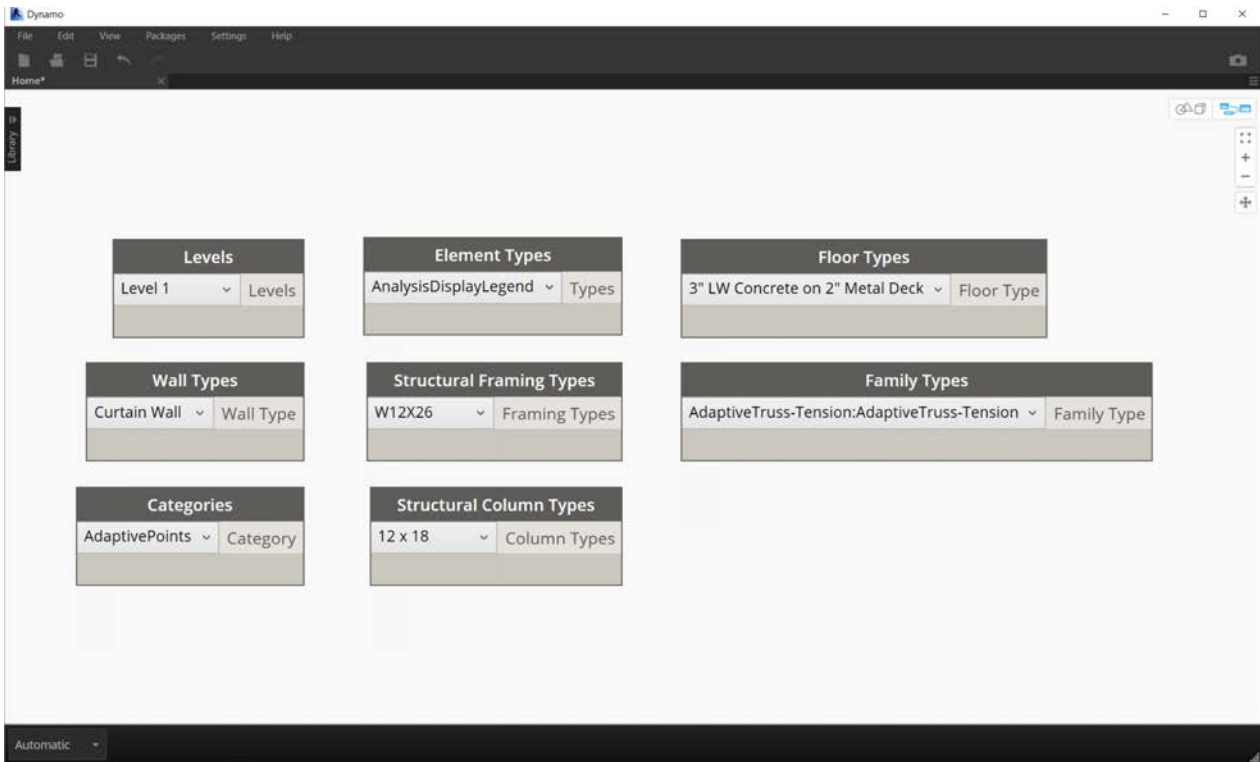 Dynamo
File Edit View Packages Settings Help
Home*
Library
Levels
Level 1 Levels
Element Types
AnalysisDisplayLegend Types
Floor Types
3" LW Concrete on 2" Metal Deck Floor Type
Wall Types
Curtain Wall Wall Type
Structural Framing Types
W12X26 Framing Types
Family Types
AdaptiveTruss-Tension:AdaptiveTruss-Tension Family Type
Categories
AdaptivePoints Category
Structural Column Types
12 x 18 Column Types
Automatic